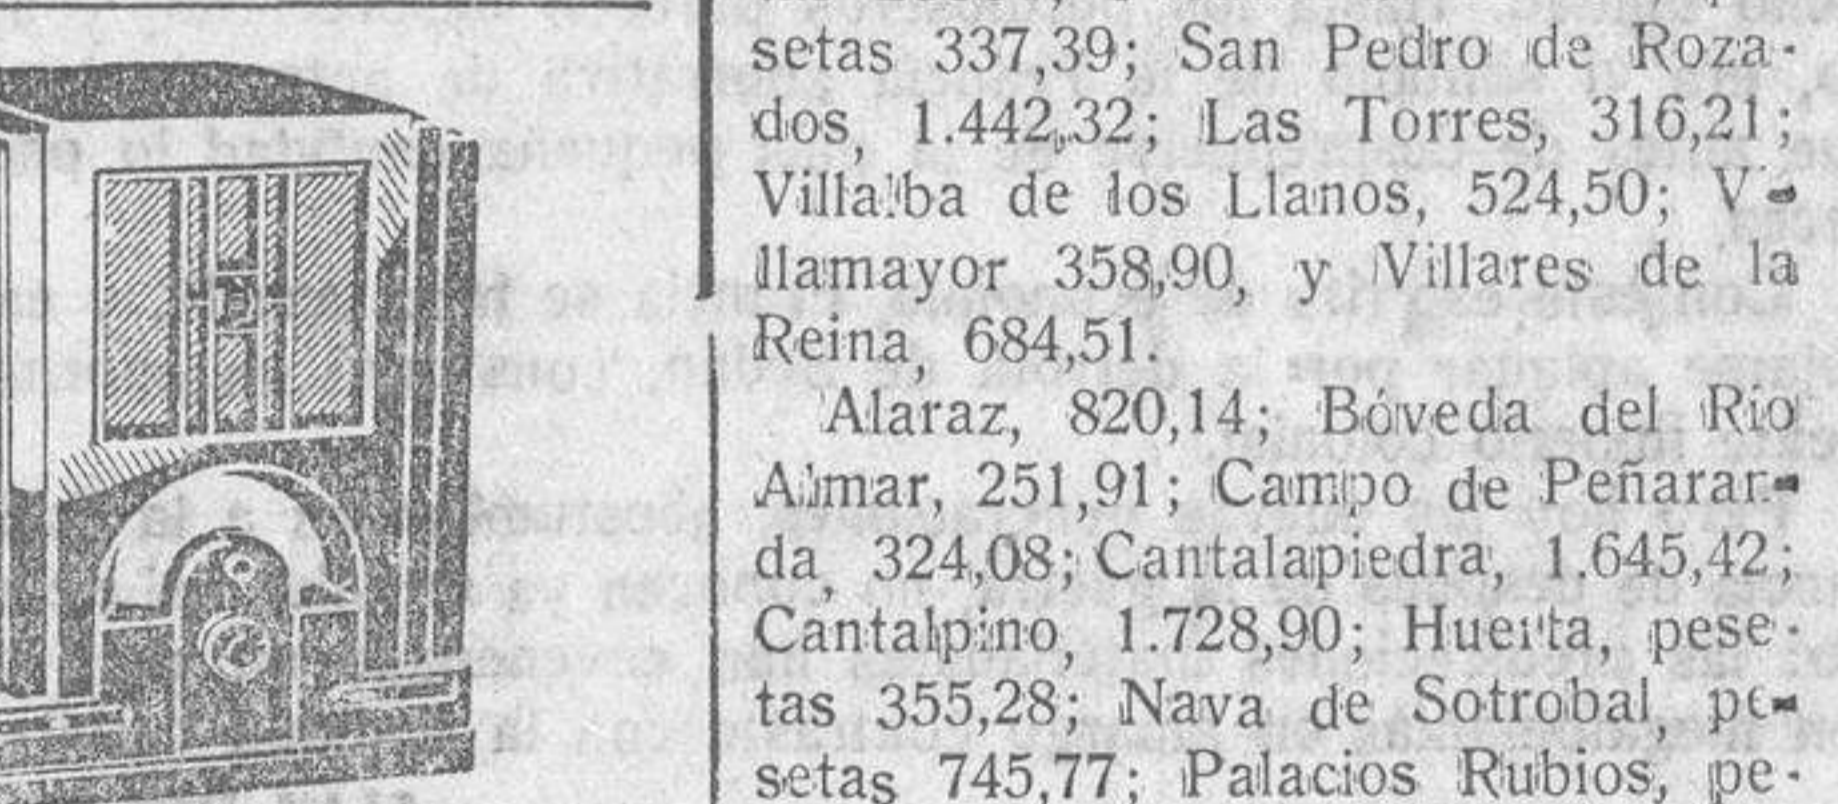 setas 337,39; San Pedro de Roza-
dos, 1.442,32; Las Torres, 316,21;
Villalba de los Llanos, 524,50; Vi-
llamayor 358,90, y Villares de la
Reina, 684,51.
Alaraz, 820,14; Bóveda del Río
Almar, 251,91; Campo de Peñaran-
da, 324,08; Cantalapiedra, 1.645,42;
Cantalpino, 1.728,90; Huerta, pese-
tas 355,28; Nava de Sotrobal, pe-
setas 745,77; Palacios Rubios, pe-